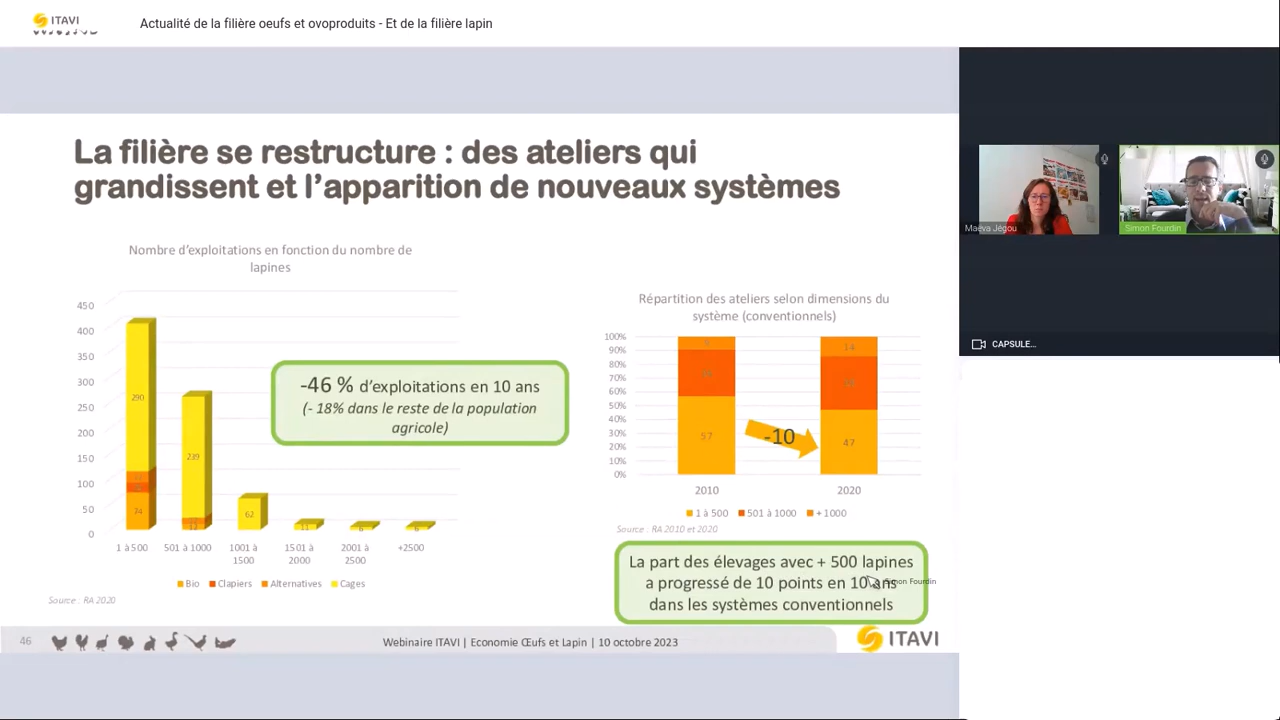 ITAVI
Actualité de la filière oeufs et ovoproduits - Et de la filière lapin
La filière se restructure : des ateliers qui
grandissent et l'apparition de nouveaux systèmes
Nombre d'exploitations en fonction du nombre de
lapines
450
400
350
300
250
200
150
100
50
0
290
74
239
62
1 à 500
501 à 1000
1001 à
1500
1501 à
2000
2001 à
2500
+2500
Bio
Clapiers
Alternatives
Cages
Source : RA 2020
-46 % d'exploitations en 10 ans
(- 18% dans le reste de la population
agricole)
Répartition des ateliers selon dimensions du
système (conventionnels)
100%
90%
80%
70%
60%
50%
40%
30%
20%
10%
0%
57
-10
14
47
2010
2020
1 à 500
501 à 1000
+ 1000
Source : RA 2010 et 2020
La part des élevages avec + 500 lapines
a progressé de 10 points en 10 ans
dans les systèmes conventionnels
Simon Fourdin
46
Webinaire ITAVI | Economie Œufs et Lapin | 10 octobre 2023
ITAVI
Maëva Jégou
Simon Fourdin
CAPSULE...